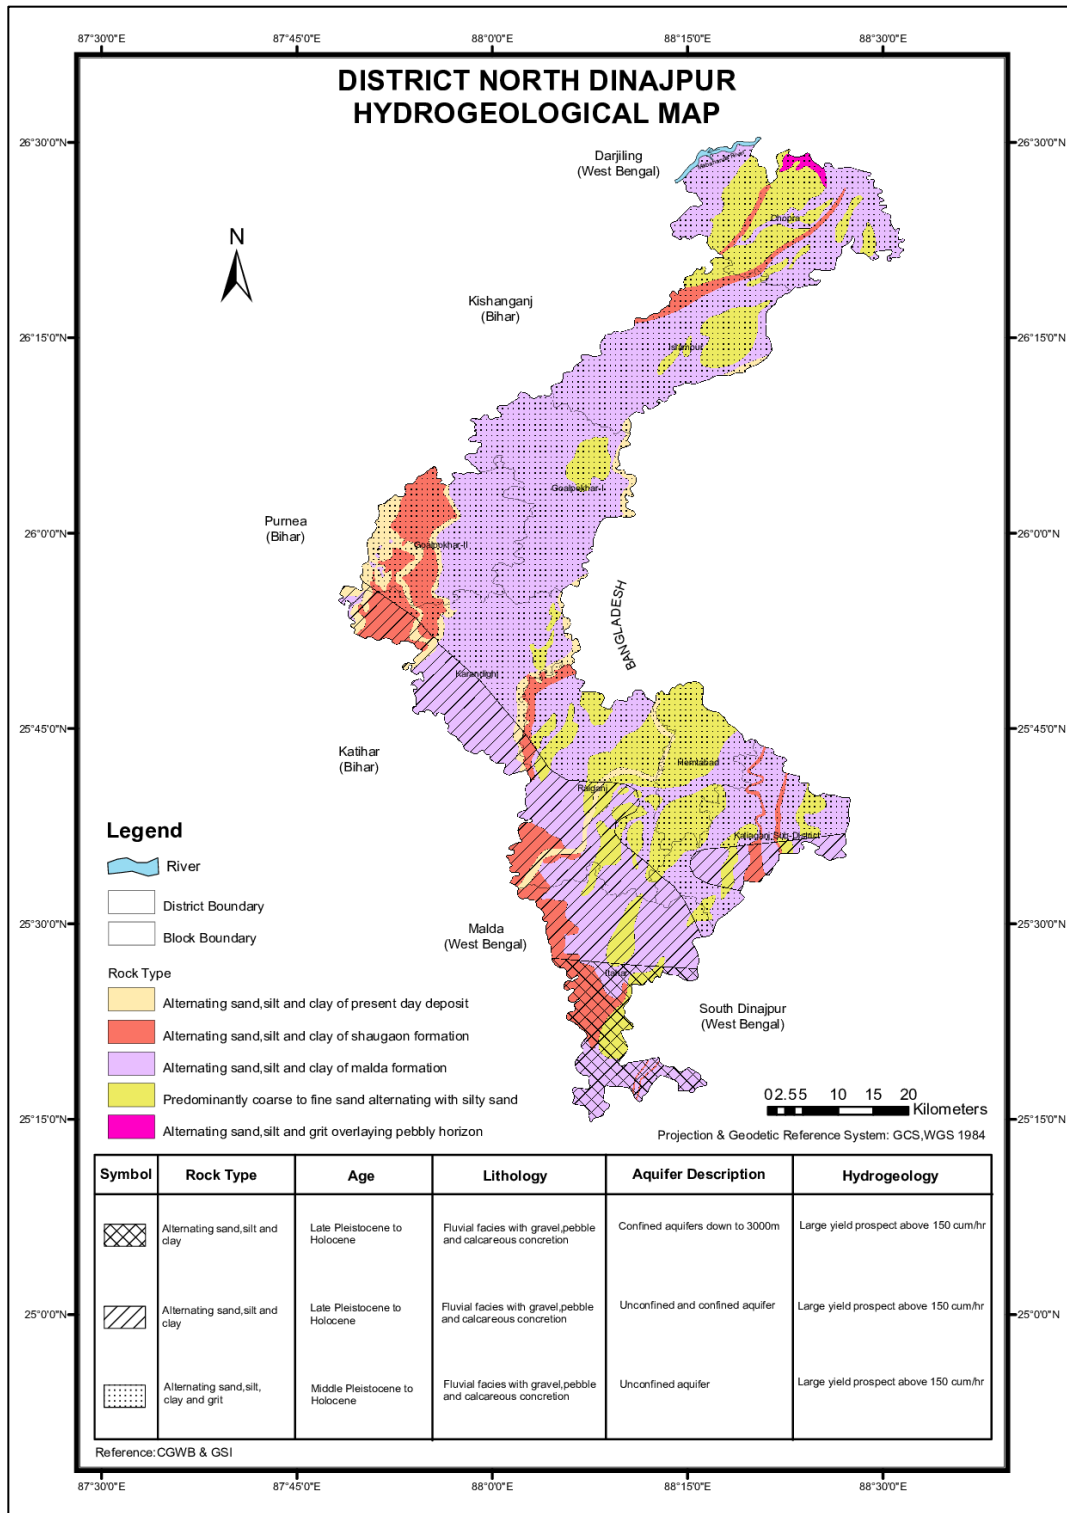 87°30'0"E 87°45'0"E 88°0'0"E 88°15'0"E 88°30'0"E
DISTRICT NORTH DINAJPUR
HYDROGEOLOGICAL MAP
26°30'0"N 26°30'0"N
Darjiling
(West Bengal)
Chopra
N
Kishanganj
(Bihar)
26°15'0"N 26°15'0"N
Islampur
Goalpokhar-I
Purnea
(Bihar)
26°0'0"N 26°0'0"N
Goalpokhar-II
BANGLADESH
Karandighi
25°45'0"N 25°45'0"N
Katihar
(Bihar)
Hemtabad
Raiganj
Kaliaganj Sub-District
Legend
River
District Boundary
Block Boundary
25°30'0"N 25°30'0"N
Malda
(West Bengal)
Itahar
South Dinajpur
(West Bengal)
Rock Type
Alternating sand,silt and clay of present day deposit
Alternating sand,silt and clay of shaugaon formation
Alternating sand,silt and clay of malda formation
Predominantly coarse to fine sand alternating with silty sand
Alternating sand,silt and grit overlaying pebbly horizon
0 2.5 5 10 15 20
Kilometers
25°15'0"N 25°15'0"N
Projection & Geodetic Reference System: GCS,WGS 1984
Symbol Rock Type Age Lithology Aquifer Description Hydrogeology
Alternating sand,silt and clay Late Pleistocene to Holocene Fluvial facies with gravel,pebble and calcareous concretion Confined aquifers down to 3000m Large yield prospect above 150 cum/hr
Alternating sand,silt and clay Late Pleistocene to Holocene Fluvial facies with gravel,pebble and calcareous concretion Unconfined and confined aquifer Large yield prospect above 150 cum/hr
25°0'0"N 25°0'0"N
Alternating sand,silt, clay and grit Middle Pleistocene to Holocene Fluvial facies with gravel,pebble and calcareous concretion Unconfined aquifer Large yield prospect above 150 cum/hr
Reference:CGWB & GSI
87°30'0"E 87°45'0"E 88°0'0"E 88°15'0"E 88°30'0"E